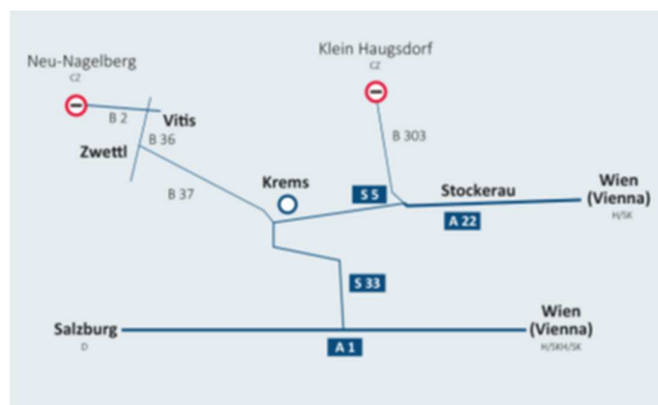 Klein Haugsdorf
CZ
Neu-Nagelberg
CZ
B 2
Vitis
B 36
Zwettl
B 303
B 37
Krems
S 5
Stockerau
A 22
Wien
(Vienna)
H/SK
S 33
Salzburg
D
A 1
Wien
(Vienna)
H/SKH/SK